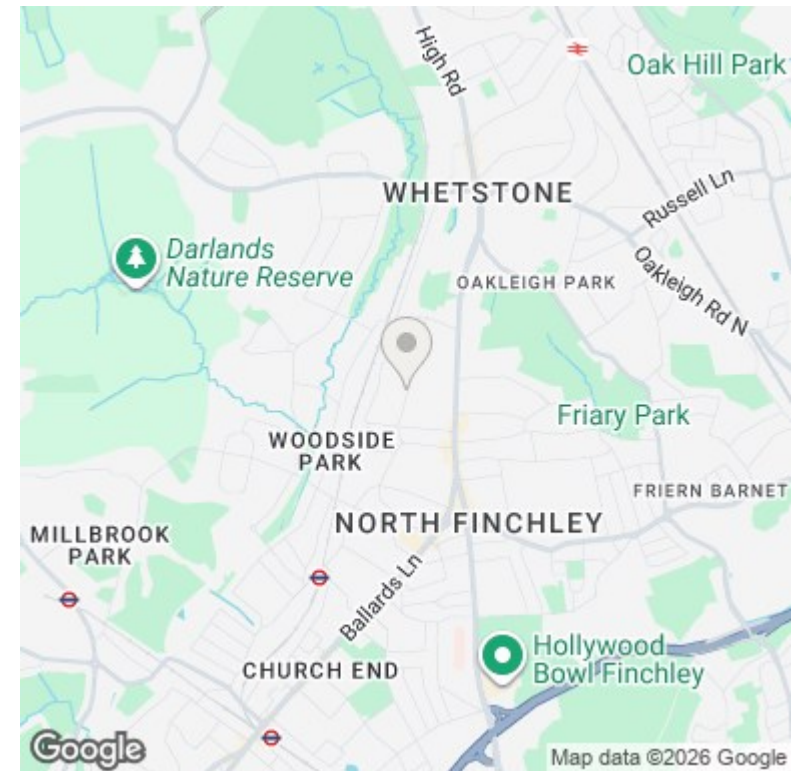 High Rd
Oak Hill Park
WHETSTONE
Russell Ln
Darlands
Nature Reserve
OAKLEIGH PARK
Oakleigh Rd N
Friary Park
WOODSIDE
PARK
FRIERN BARNET
NORTH FINCHLEY
MILLBROOK
PARK
Ballards Ln
Hollywood
Bowl Finchley
CHURCH END
Google
Map data ©2026 Google